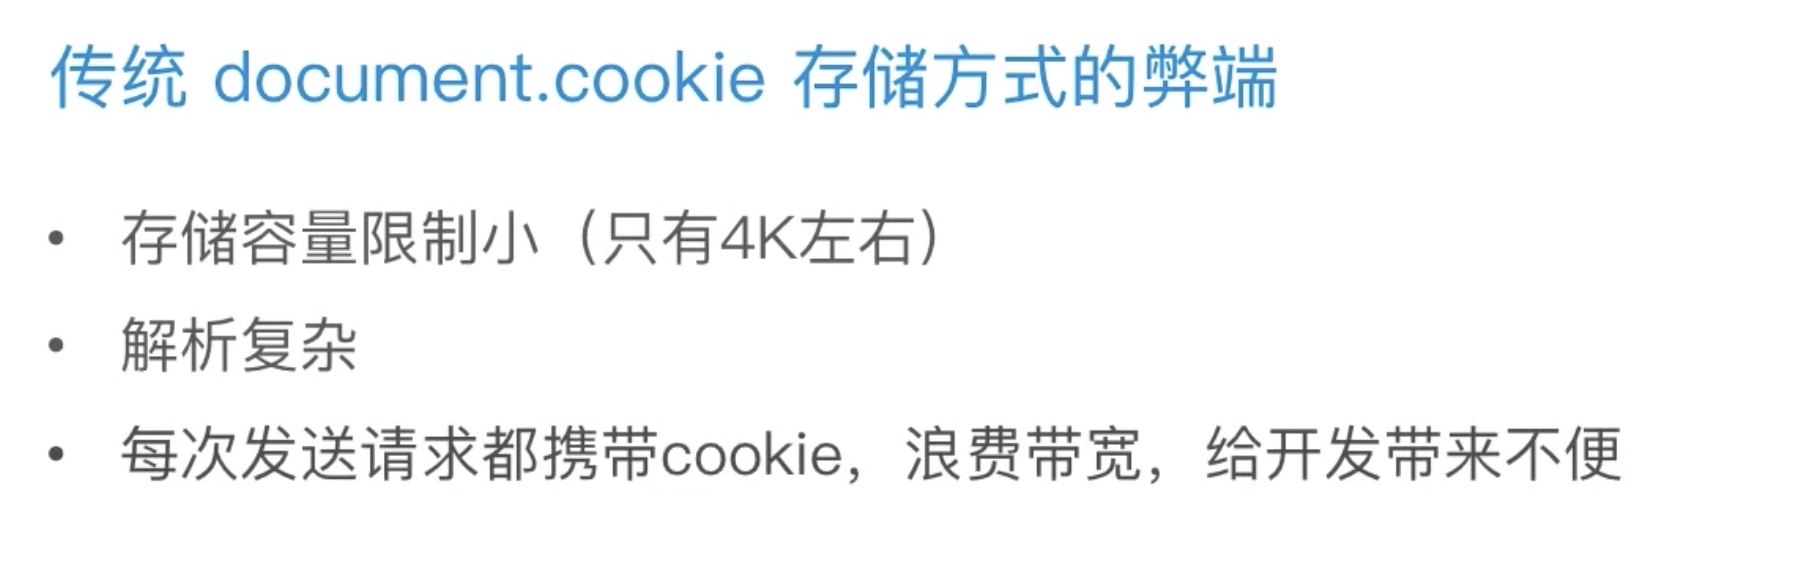 传统 document.cookie 存储方式的弊端
• 存储容量限制小（只有4K左右）
• 解析复杂
• 每次发送请求都携带cookie，浪费带宽，给开发带来不便